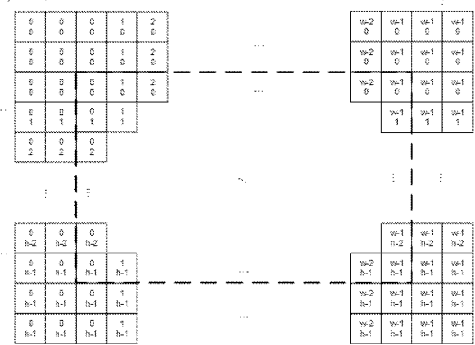 0 0 0 1 2 w-2 w-1 w-1 w-1
0 0 0 0 0 0 0 0 0
0 0 0 1 2 ... w-2 w-1 w-1 w-1
0 0 0 0 0 0 0 0 0
0 0 0 1 2 ... w-2 w-1 w-1 w-1
0 0 0 0 0 0 0 0 0
0 0 0 1 w-1 w-1 w-1
1 1 1 1 1 1 1
0 0 0
2 2 2
0 0 0 w-1 w-1 w-1
h-2 h-2 h-2 h-2 h-2 h-2
0 0 0 1 ... w-2 w-1 w-1 w-1
h-1 h-1 h-1 h-1 h-1 h-1 h-1 h-1
0 0 0 1 w-2 w-1 w-1 w-1
h-1 h-1 h-1 h-1 h-1 h-1 h-1 h-1
0 0 0 1 ... w-2 w-1 w-1 w-1
h-1 h-1 h-1 h-1 h-1 h-1 h-1 h-1